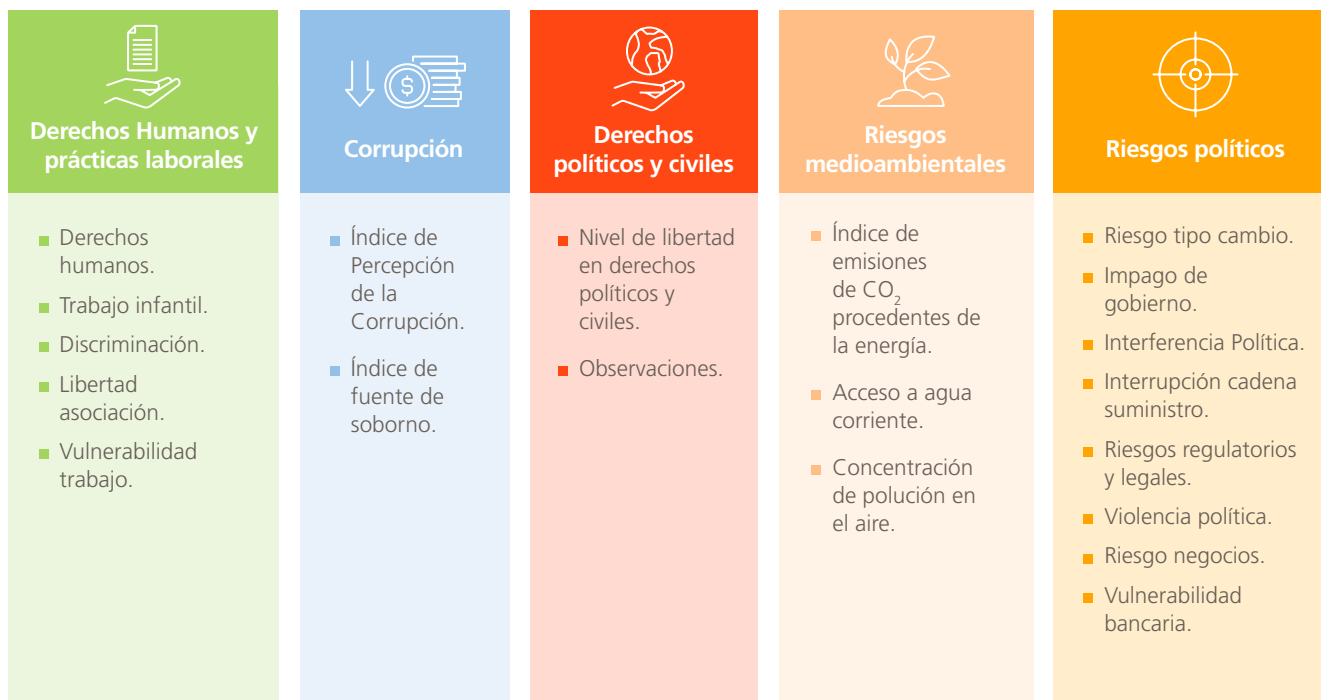 Derechos Humanos y
prácticas laborales
Derechos
humanos.
Trabajo infantil.
Discriminación.
Libertad
asociación.
Vulnerabilidad
trabajo.
$
Corrupción
Índice de
Percepción
de la
Corrupción.
Índice de
fuente de
soborno.
Derechos
políticos y civiles
Nivel de libertad
en derechos
políticos y
civiles.
Observaciones.
Riesgos
medioambientales
Índice de
emisiones
de CO₂
procedentes de
la energía.
Acceso a agua
corriente.
Concentración
de polución en
el aire.
Riesgos políticos
Riesgo tipo cambio.
Impago de
gobierno.
Interferencia Política.
Interrupción cadena
suministro.
Riesgos regulatorios
y legales.
Violencia política.
Riesgo negocios.
Vulnerabilidad
bancaria.